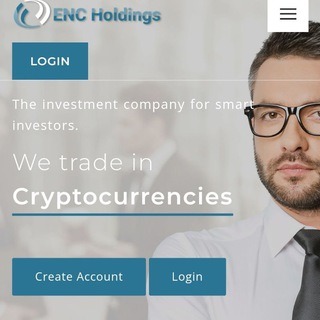 ENC Holdings
LOGIN
The investment company for smart
investors.
We trade in
Cryptocurrencies
Create Account
Login